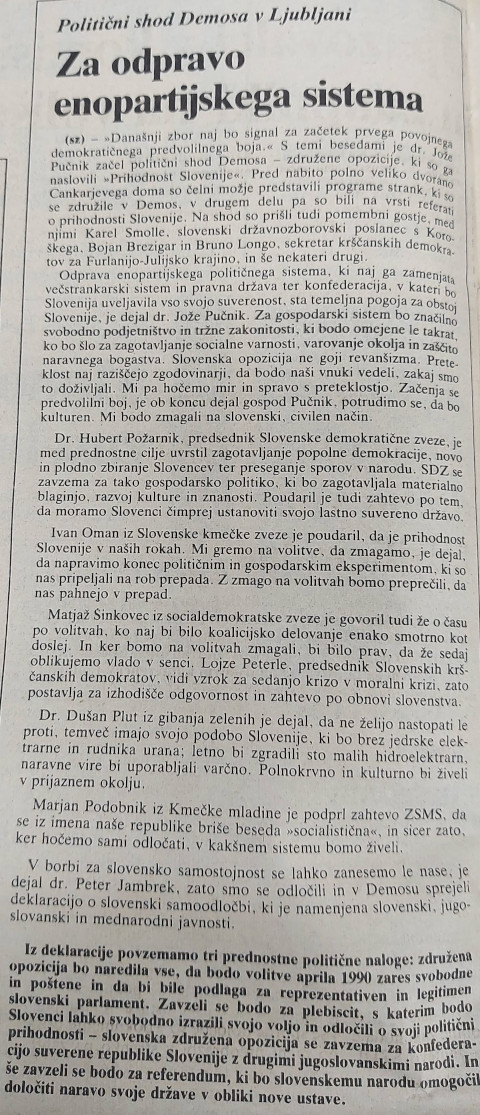 Politični shod Demosa v Ljubljani
Za odpravo
enopartijskega sistema
(sz) – »Današnji zbor naj bo signal za začetek prvega povojnega
demokratičnega predvolilnega boja.« S temi besedami je dr. Jože
Pučnik začel politični shod Demosa – združene opozicije, ki so ga
naslovili »Prihodnost Slovenije«. Pred nabito polno veliko dvorano
Cankarjevega doma so čelni možje predstavili programe strank, ki so
se združile v Demos, v drugem delu pa so bili na vrsti referati
o prihodnosti Slovenije. Na shod so prišli tudi pomembni gostje, med
njimi Karel Smolle, slovenski državnozborovski poslanec s Koro-
škega, Bojan Brezigar in Bruno Longo, sekretar krščanskih demokra-
tov za Furlanijo-Julijsko krajino, in še nekateri drugi.
Odprava enopartijskega političnega sistema, ki naj ga zamenjata
večstrankarski sistem in pravna država ter konfederacija, v kateri bo
Slovenija uveljavila vso svojo suverenost, sta temeljna pogoja za obstoj
Slovenije, je dejal dr. Jože Pučnik. Za gospodarski sistem bo značilno
svobodno podjetništvo in tržne zakonitosti, ki bodo omejene le takrat,
ko bo šlo za zagotavljanje socialne varnosti, varovanje okolja in zaščito
naravnega bogastva. Slovenska opozicija ne goji revanšizma. Prete-
klost naj raziščejo zgodovinarji, da bodo naši vnuki vedeli, zakaj smo
to doživljali. Mi pa hočemo mir in spravo s preteklostjo. Začenja se
predvolilni boj, je ob koncu dejal gospod Pučnik, potrudimo se, da bo
kulturen. Mi bodo zmagali na slovenski, civilen način.
Dr. Hubert Požarnik, predsednik Slovenske demokratične zveze, je
med prednostne cilje uvrstil zagotavljanje popolne demokracije, novo
in plodno zbiranje Slovencev ter preseganje sporov v narodu. SDZ se
zavzema za tako gospodarsko politiko, ki bo zagotavljala materialno
blaginjo, razvoj kulture in znanosti. Poudaril je tudi zahtevo po tem,
da moramo Slovenci čimprej ustanoviti svojo lastno suvereno državo.
Ivan Oman iz Slovenske kmečke zveze je poudaril, da je prihodnost
Slovenije v naših rokah. Mi gremo na volitve, da zmagamo, je dejal,
da napravimo konec političnim in gospodarskim eksperimentom, ki so
nas pripeljali na rob prepada. Z zmago na volitvah bomo preprečili, da
nas pahnejo v prepad.
Matjaž Šinkovec iz socialdemokratske zveze je govoril tudi že o času
po volitvah, ko naj bi bilo koalicijsko delovanje enako smotrno kot
doslej. In ker bomo na volitvah zmagali, bi bilo prav, da že sedaj
oblikujemo vlado v senci. Lojze Peterle, predsednik Slovenskih krš-
čanskih demokratov, vidi vzrok za sedanjo krizo v moralni krizi, zato
postavlja za izhodišče odgovornost in zahtevo po obnovi slovenstva.
Dr. Dušan Plut iz gibanja zelenih je dejal, da ne želijo nastopati le
proti, temveč imajo svojo podobo Slovenije, ki bo brez jedrske elek-
trarne in rudnika urana; letno bi zgradili sto malih hidroelektrarn,
naravne vire bi uporabljali varčno. Polnokrvno in kulturno bi živeli
v prijaznem okolju.
Marjan Podobnik iz Kmečke mladine je podprl zahtevo ZSMS, da
se iz imena naše republike briše beseda »socialistična«, in sicer zato,
ker hočemo sami odločati, v kakšnem sistemu bomo živeli.
V borbi za slovensko samostojnost se lahko zanesemo le nase, je
dejal dr. Peter Jambrek, zato smo se odločili in v Demosu sprejeli
deklaracijo o slovenski samoodločbi, ki je namenjena slovenski, jugo-
slovanski in mednarodni javnosti.
Iz deklaracije povzemamo tri prednostne politične naloge: združena
opozicija bo naredila vse, da bodo volitve aprila 1990 zares svobodne
in poštene in da bi bile podlaga za reprezentativen in legitimen
slovenski parlament. Zavzeli se bodo za plebiscit, s katerim bodo
Slovenci lahko svobodno izrazili svojo voljo in odločili o svoji politični
prihodnosti – slovenska združena opozicija se zavzema za konfedera-
cijo suverene republike Slovenije z drugimi jugoslovanskimi narodi. In
še zavzeli se bodo za referendum, ki bo slovenskemu narodu omogočil
določiti naravo svoje države v obliki nove ustave.